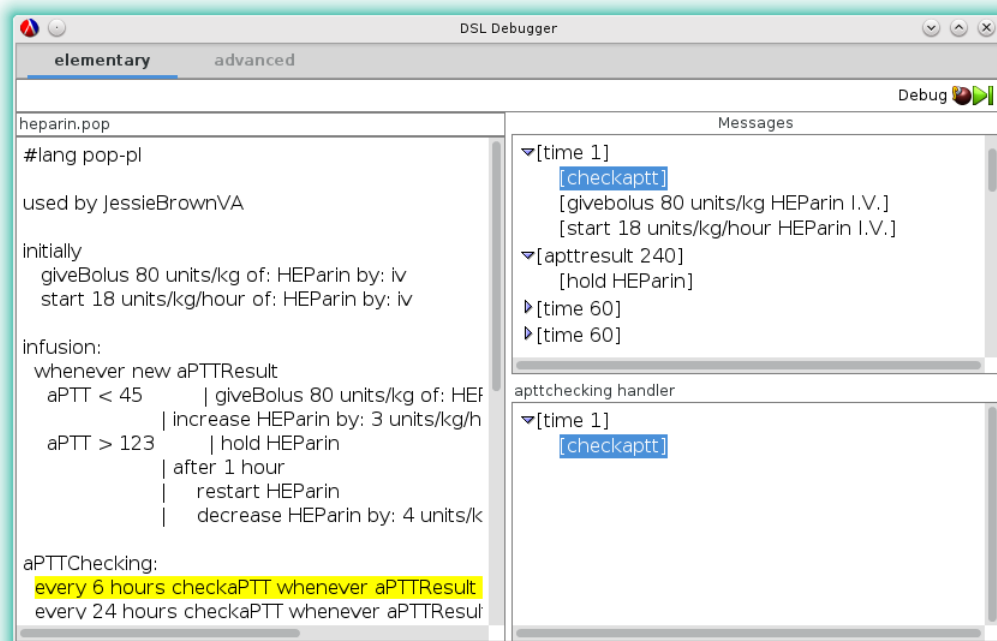 DSL Debugger
elementary advanced
Debug
heparin.pop
#lang pop-pl
used by JessieBrownVA
initially
giveBolus 80 units/kg of: HEParin by: iv
start 18 units/kg/hour of: HEParin by: iv
infusion:
whenever new aPTTResult
aPTT < 45 | giveBolus 80 units/kg of:
| increase HEParin by: 3 units/kg/h
aPTT > 123 | hold HEParin
| after 1 hour
| restart HEParin
| decrease HEParin by: 4 units/k
aPTTChecking:
every 6 hours checkaPTT whenever aPTTResult
every 24 hours checkaPTT whenever
Messages
[time 1]
[checkaptt]
[givebolus 80 units/kg HEParin I.V.]
[start 18 units/kg/hour HEParin I.V.]
[apttresult 240]
[hold HEParin]
[time 60]
[time 60]
apttchecking handler
[time 1]
[checkaptt]